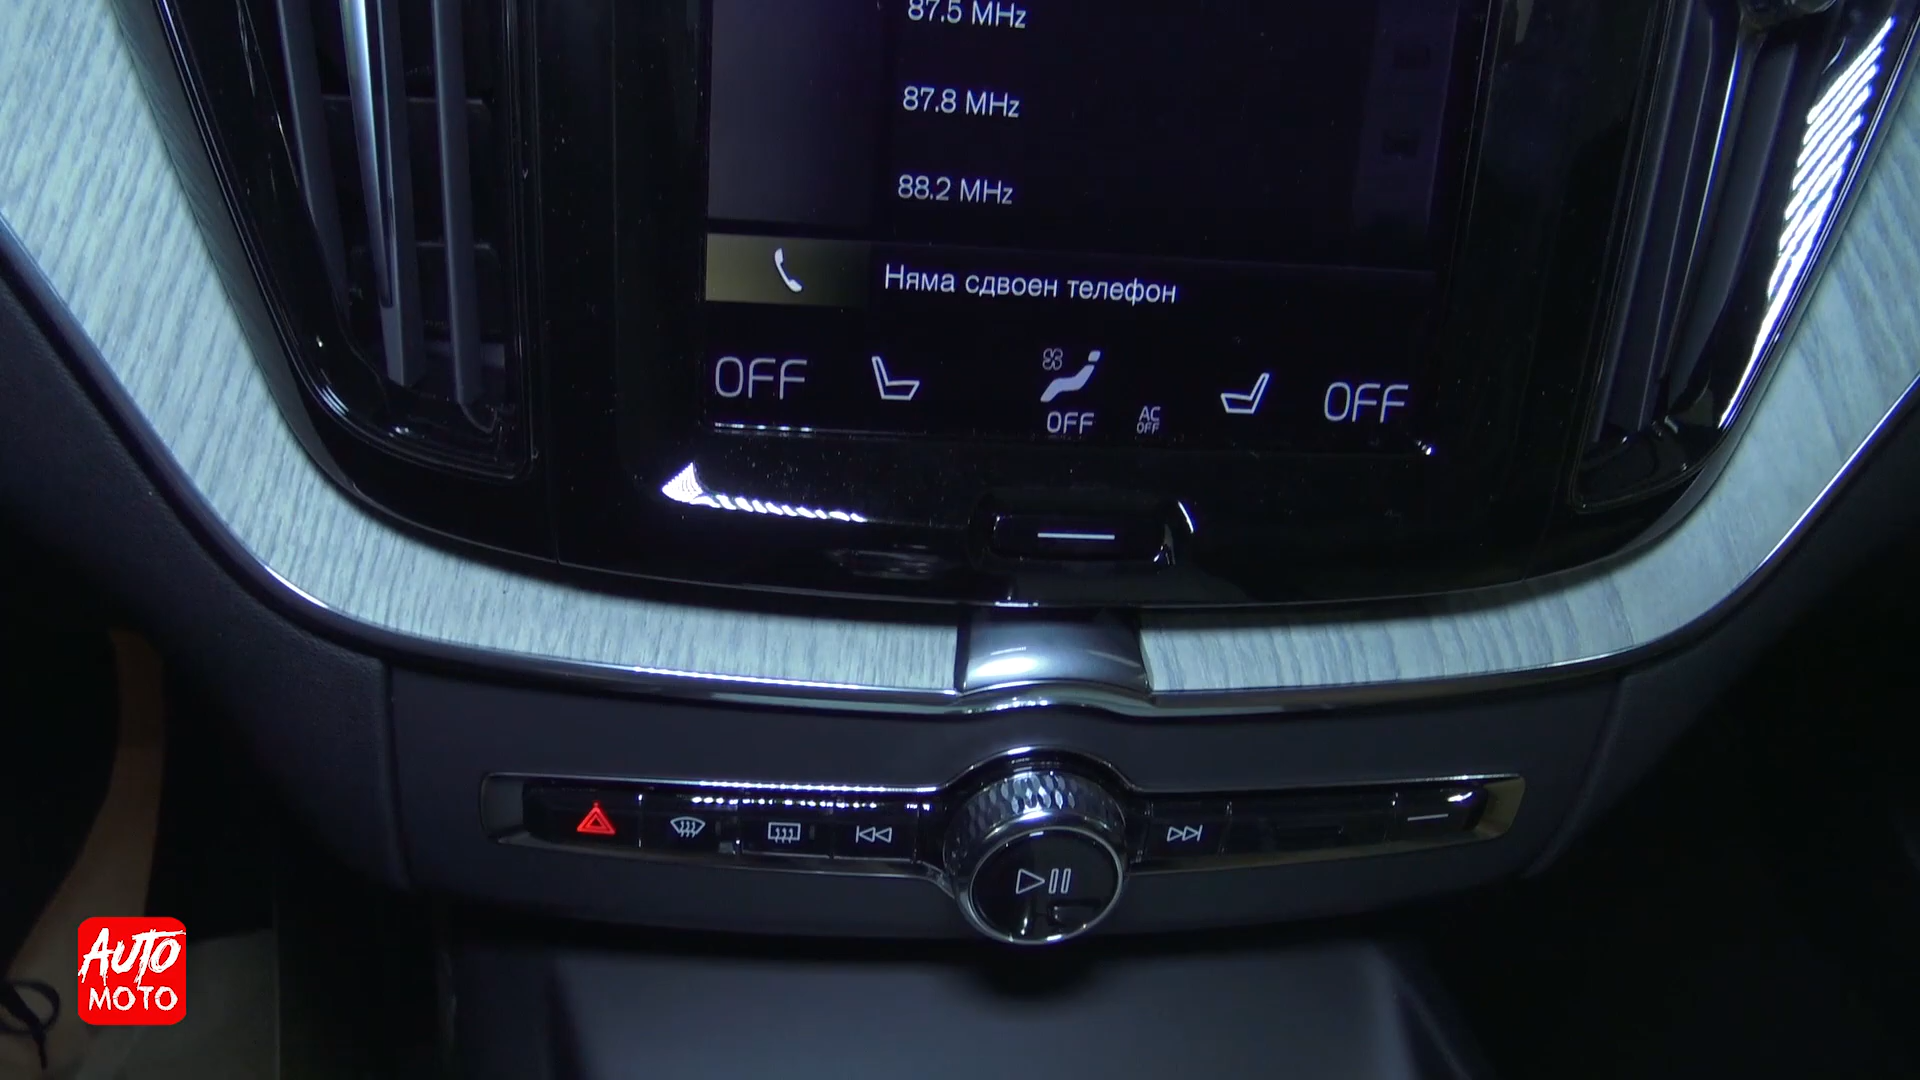 87.5 MHz
87.8 MHz
88.2 MHz
Няма сдвоен телефон
OFF
OFF
AC
OFF
OFF
AUTO
MOTO